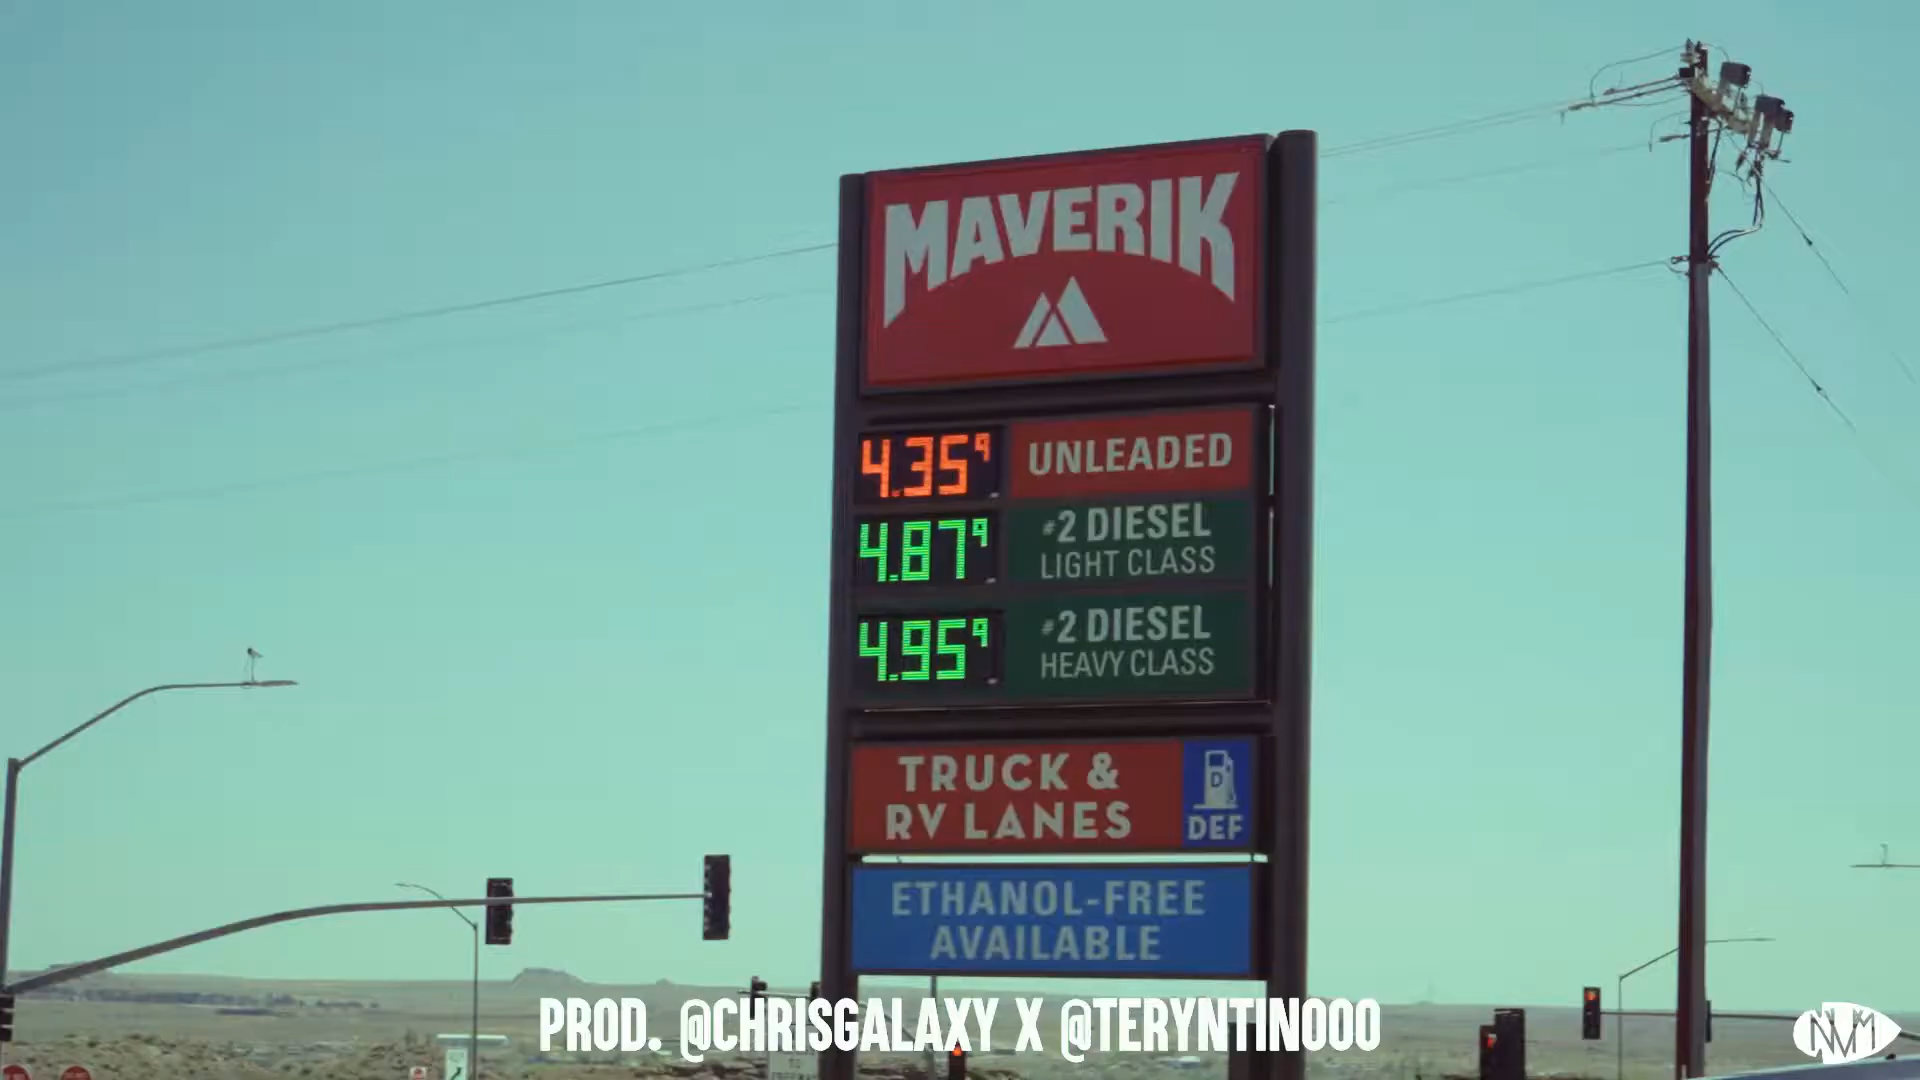 MAVERIK
4.35⁹ UNLEADED
4.87⁹ #2 DIESEL
LIGHT CLASS
4.95⁹ #2 DIESEL
HEAVY CLASS
TRUCK &
RV LANES
D
DEF
ETHANOL-FREE
AVAILABLE
PROD. @CHRISGALAXY X @TERYNTINOOO
NVM